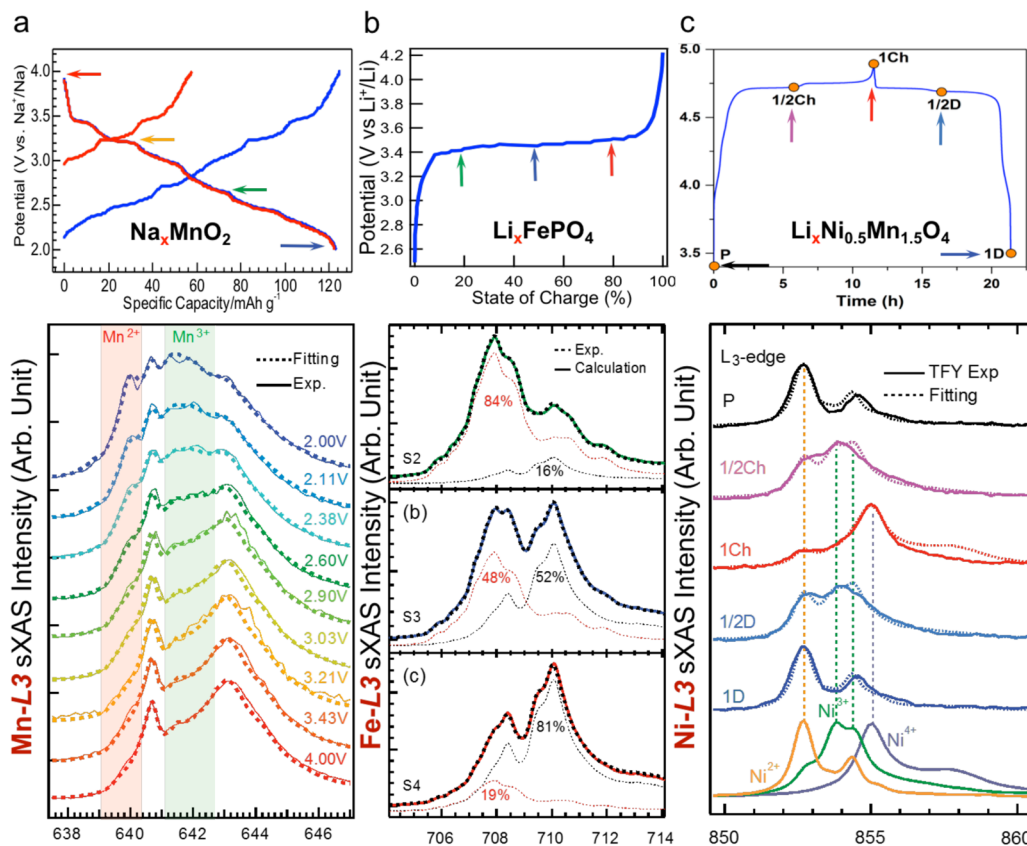 a
b
c
4.0
3.5
3.0
2.5
2.0
Potential (V vs. Na⁺/Na)
NaₓMnO₂
0
20
40
60
80
100
120
Specific Capacity/mAh g⁻¹
4.2
4.0
3.8
3.6
3.4
3.2
3.0
2.8
2.6
Potential (V vs Li⁺/Li)
LiₓFePO₄
0
20
40
60
80
100
State of Charge (%)
5.0
4.5
4.0
3.5
Potential (V vs Li⁺/Li)
1Ch
1/2Ch
1/2D
LiₓNi₀.₅Mn₁.₅O₄
P
1D
0
5
10
15
20
Time (h)
Mn-L3 sXAS Intensity (Arb. Unit)
Mn²⁺
Mn³⁺
Fitting
Exp.
2.00V
2.11V
2.38V
2.60V
2.90V
3.03V
3.21V
3.43V
4.00V
638
640
642
644
646
Fe-L3 sXAS Intensity (Arb. Unit)
Exp.
Calculation
84%
S2
16%
(b)
48%
52%
S3
(c)
81%
S4
19%
706
708
710
712
714
Ni-L3 sXAS Intensity (Arb. Unit)
L₃-edge
TFY Exp
P
Fitting
1/2Ch
1Ch
1/2D
1D
Ni³⁺
Ni⁴⁺
Ni²⁺
850
855
860